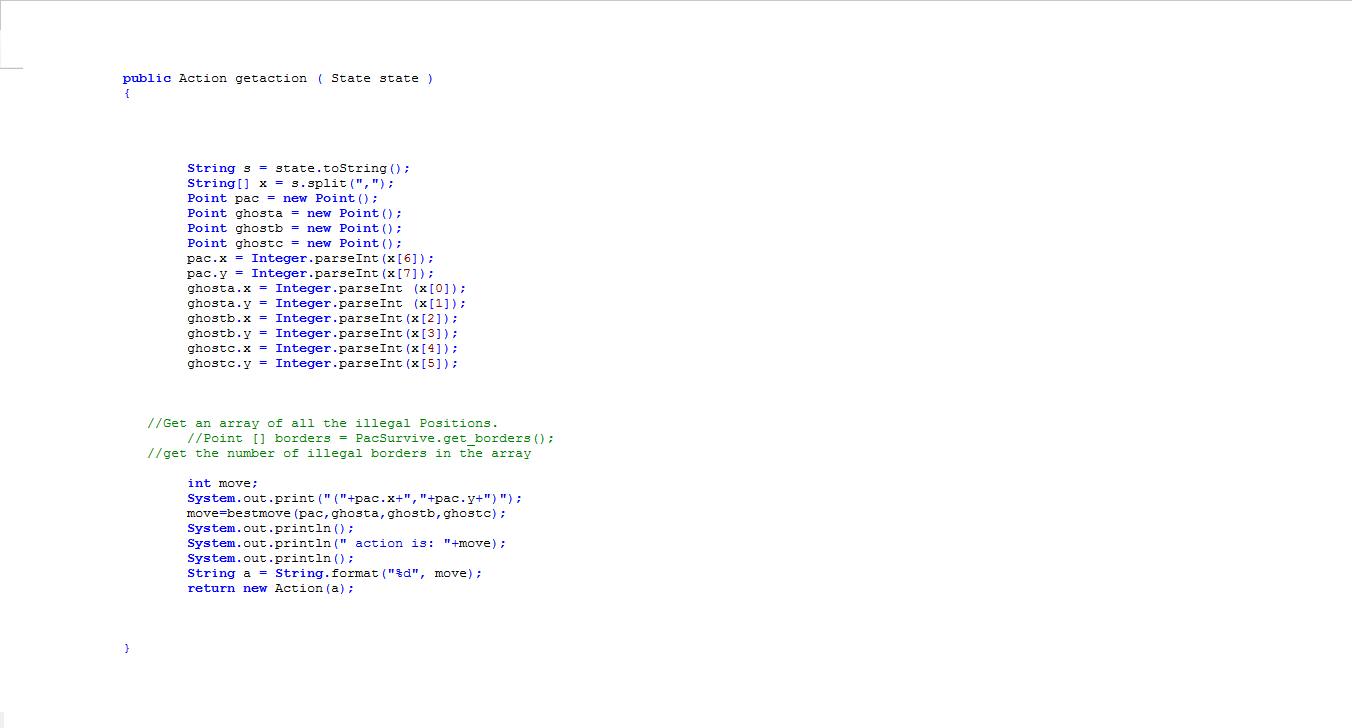 public Action getaction ( State state )
{
String s = state.toString();
String[] x = s.split(",");
Point pac = new Point();
Point ghosta = new Point();
Point ghostb = new Point();
Point ghostc = new Point();
pac.x = Integer.parseInt(x[6]);
pac.y = Integer.parseInt(x[7]);
ghosta.x = Integer.parseInt (x[0]);
ghosta.y = Integer.parseInt (x[1]);
ghostb.x = Integer.parseInt(x[2]);
ghostb.y = Integer.parseInt(x[3]);
ghostc.x = Integer.parseInt(x[4]);
ghostc.y = Integer.parseInt(x[5]);
//Get an array of all the illegal Positions.
//Point [] borders = PacSurvive.get_borders();
//get the number of illegal borders in the array
int move;
System.out.print("("+pac.x+","+pac.y+")");
move=bestmove(pac,ghosta,ghostb,ghostc);
System.out.println();
System.out.println(" action is: "+move);
System.out.println();
String a = String.format("%d", move);
return new Action(a);
}